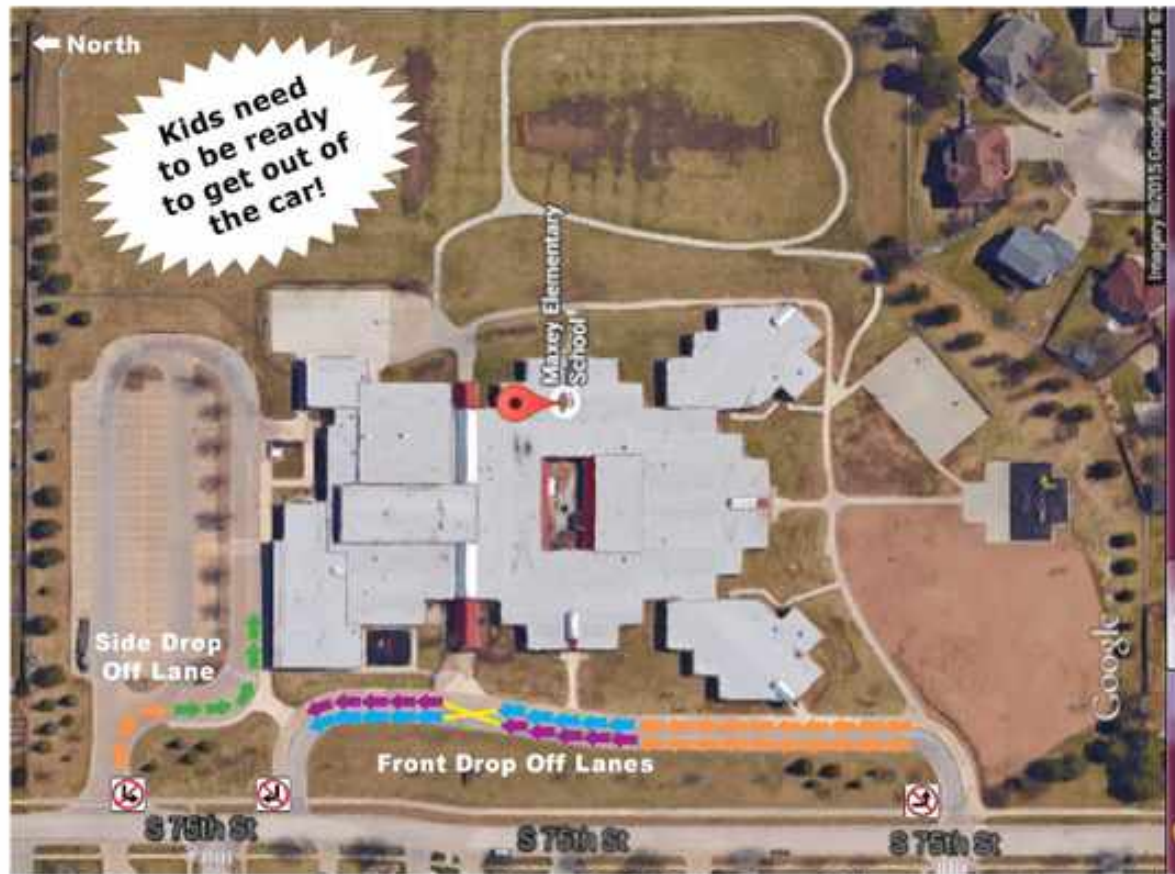 North
Kids need
to be ready
to get out of
the car!
Maxey Elementary
School
Side Drop
Off Lane
Front Drop Off Lanes
S 75th St
S 75th St
S 75th St
Google
Imagery ©2015 Google, Map data ©2